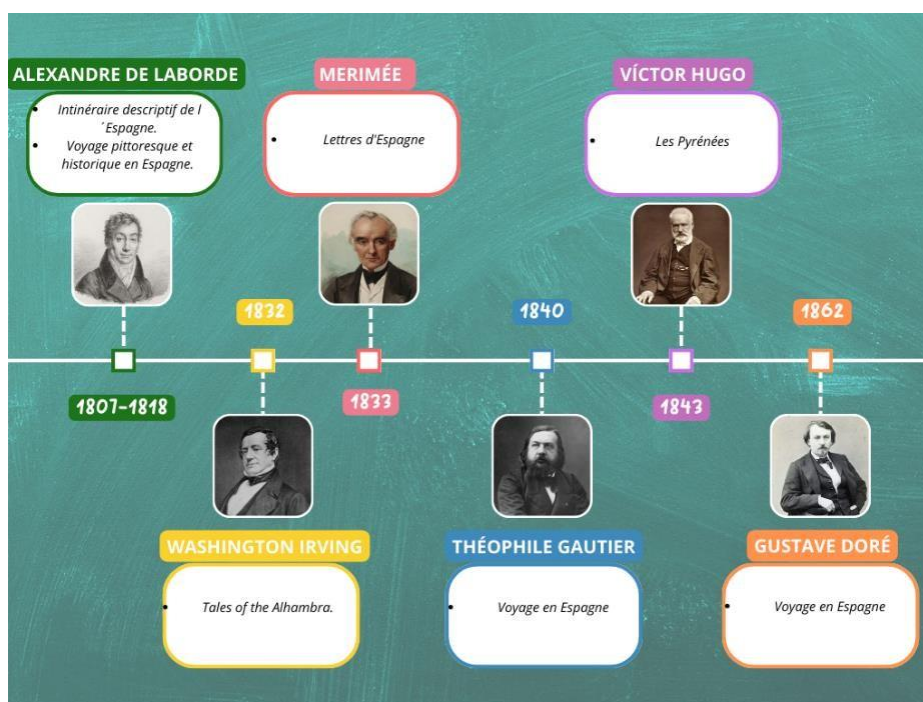 ALEXANDRE DE LABORDE
• Intinéraire descriptif de l
´Espagne.
• Voyage pittoresque et
historique en Espagne.
MERIMÉE
• Lettres d'Espagne
VÍCTOR HUGO
• Les Pyrénées
1832
1840
1862
1807-1818
1833
1843
WASHINGTON IRVING
• Tales of the Alhambra.
THÉOPHILE GAUTIER
• Voyage en Espagne
GUSTAVE DORÉ
• Voyage en Espagne